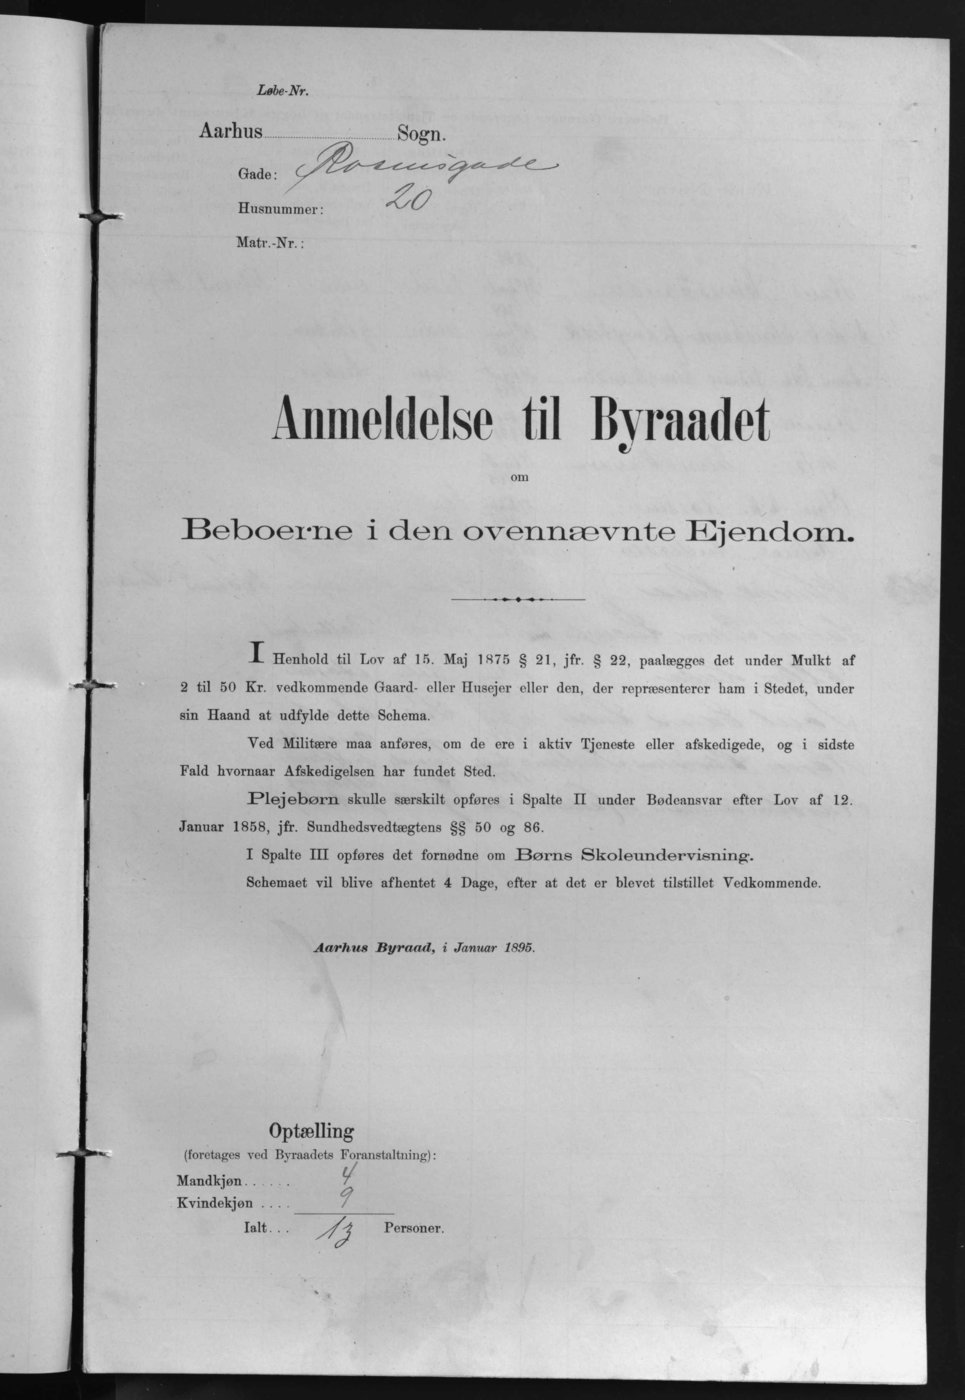 Løbe-Nr.
Aarhus Sogn.
Gade: Rosensgade
Husnummer: 20
Matr.-Nr.:
Anmeldelse til Byraadet
om
Beboerne i den ovennævnte Ejendom.
I Henhold til Lov af 15. Maj 1875 § 21, jfr. § 22, paalægges det under Mulkt af
2 til 50 Kr. vedkommende Gaard- eller Husejer eller den, der repræsenterer ham i Stedet, under
sin Haand at udfylde dette Schema.
Ved Militære maa anføres, om de ere i aktiv Tjeneste eller afskedigede, og i sidste
Fald hvornaar Afskedigelsen har fundet Sted.
Plejebørn skulle særskilt opføres i Spalte II under Bødeansvar efter Lov af 12.
Januar 1858, jfr. Sundhedsvedtægtens §§ 50 og 86.
I Spalte III opføres det fornødne om Børns Skoleundervisning.
Schemaet vil blive afhentet 4 Dage, efter at det er blevet tilstillet Vedkommende.
Aarhus Byraad, i Januar 1895.
Optælling
(foretages ved Byraadets Foranstaltning):
Mandkjøn...... 4
Kvindekjøn .... 9
Ialt... 13 Personer.